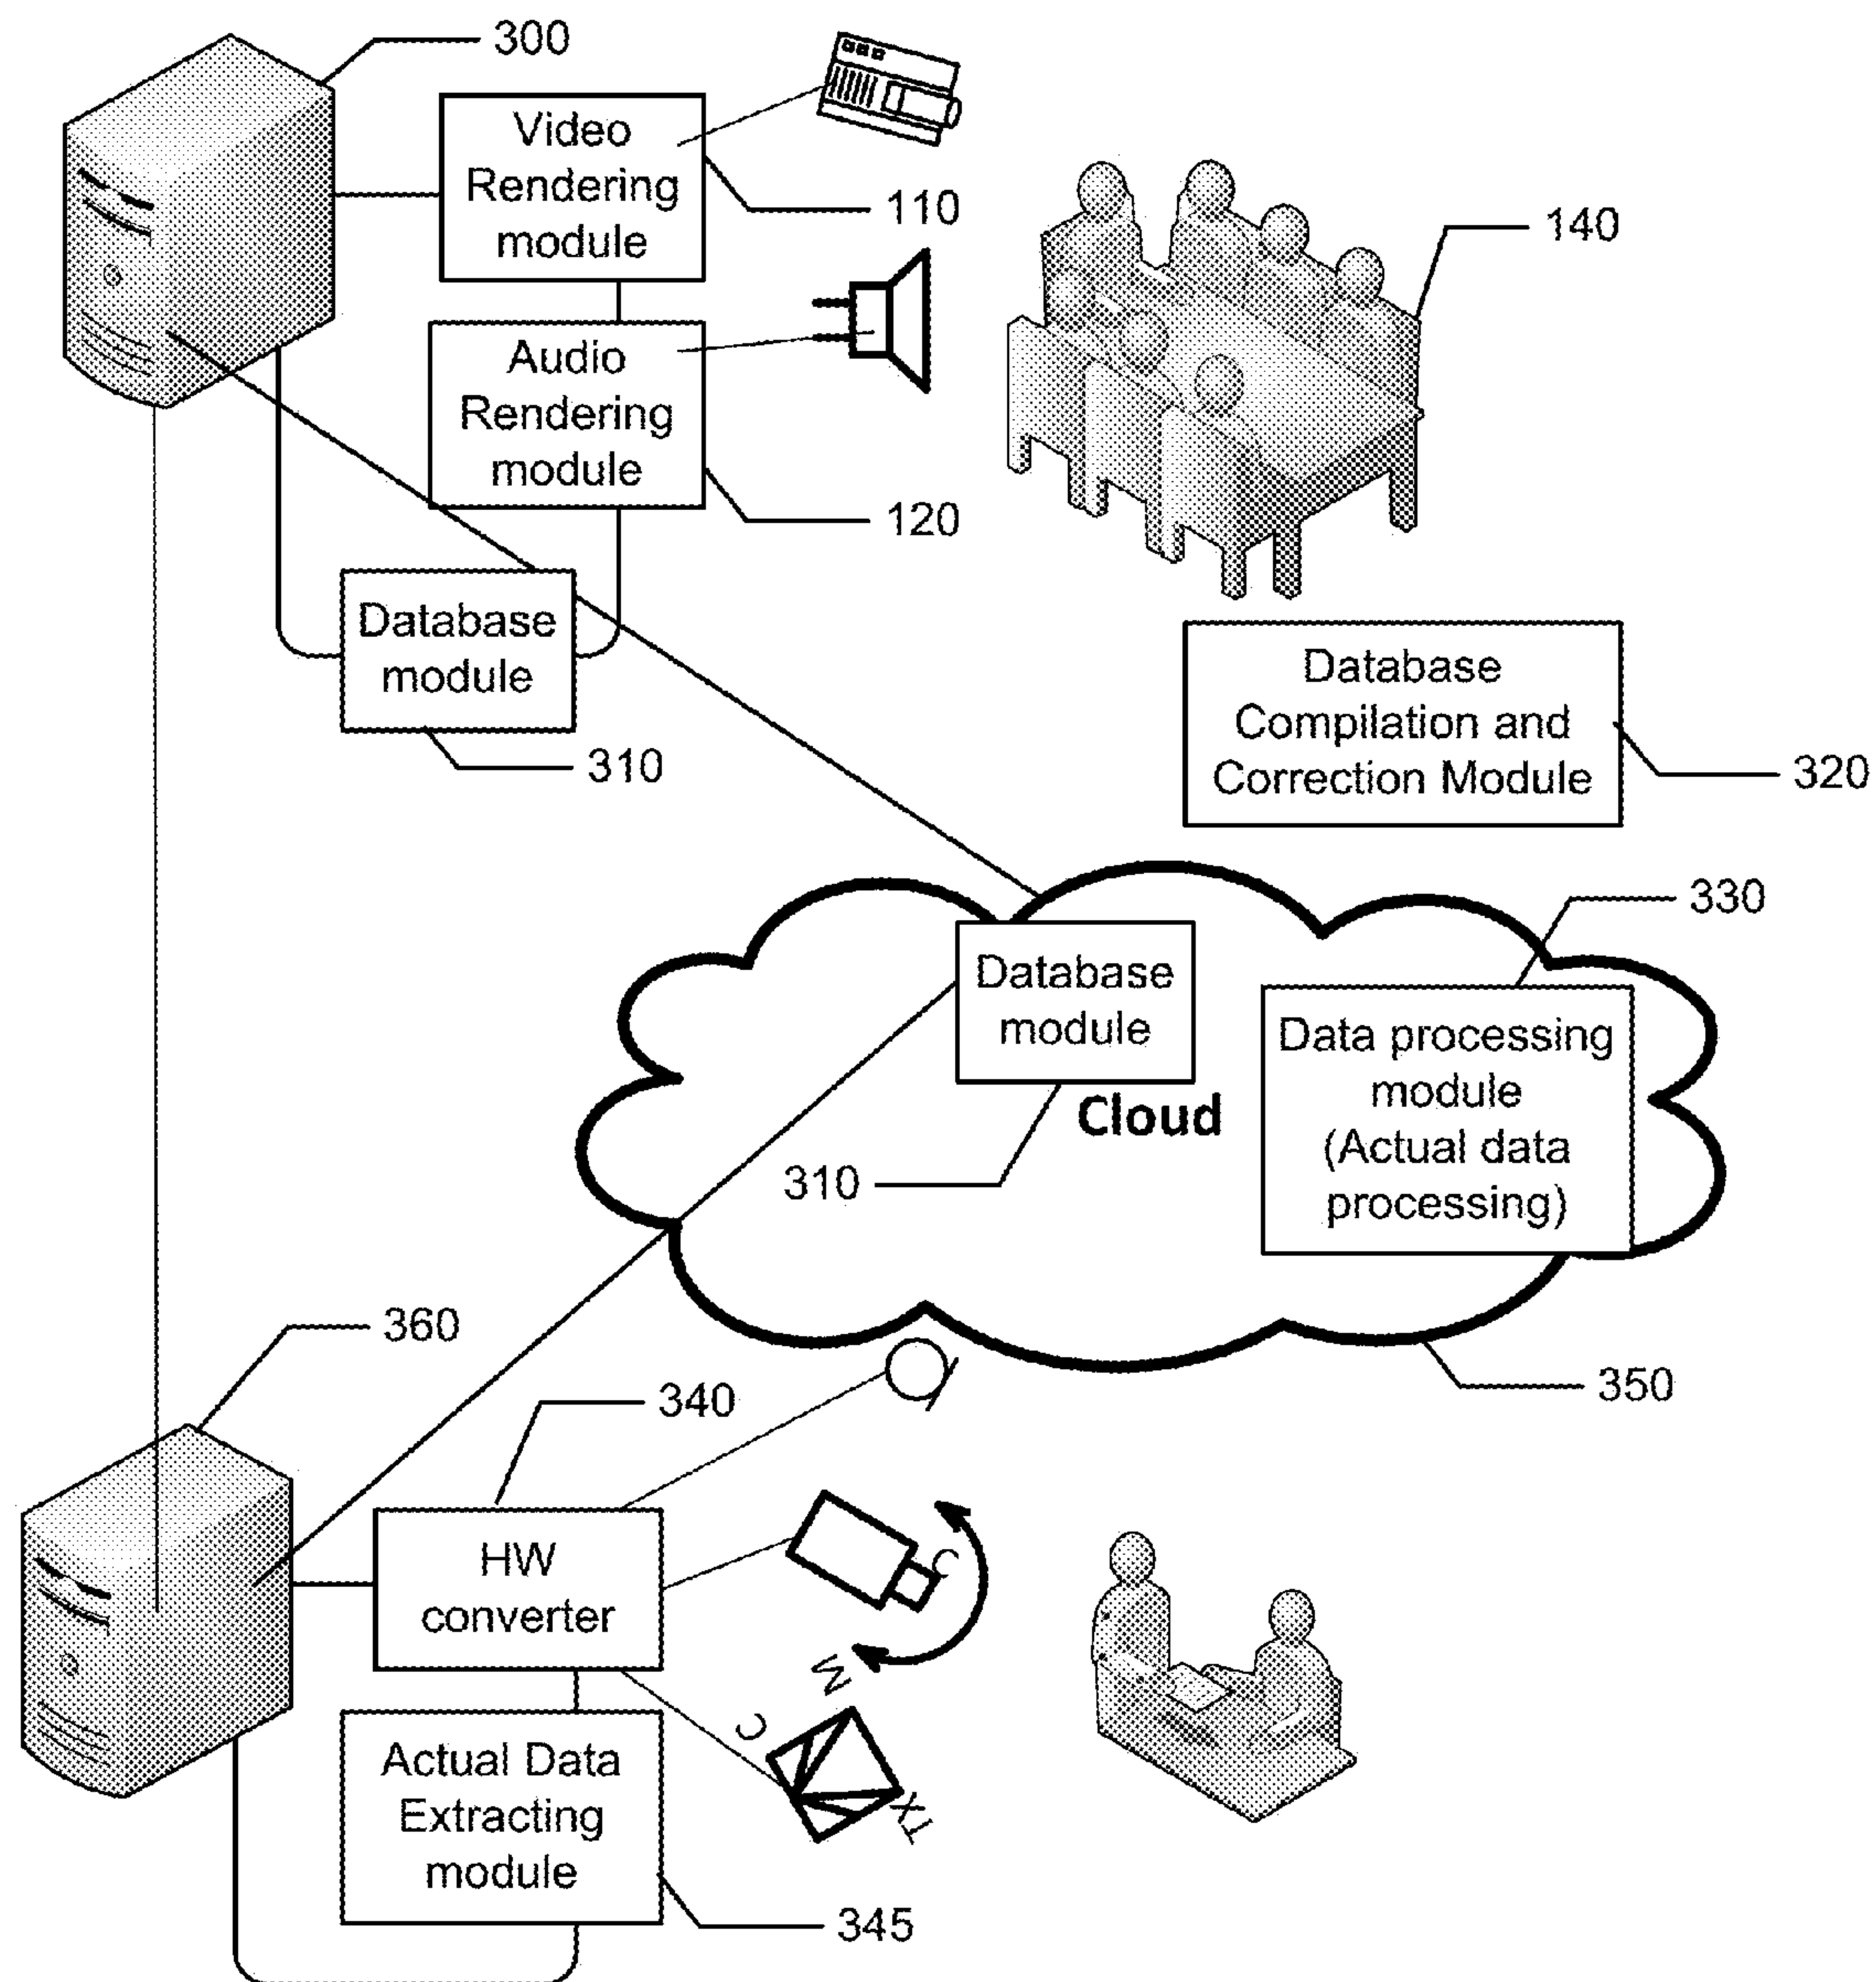 300
Video
Rendering
module
110
140
Audio
Rendering
module
120
Database
module
310
Database
Compilation and
Correction Module
320
330
Database
module
Data processing
module
(Actual data
processing)
Cloud
310
360
350
340
HW
converter
C
M
C
TX
Actual Data
Extracting
module
345